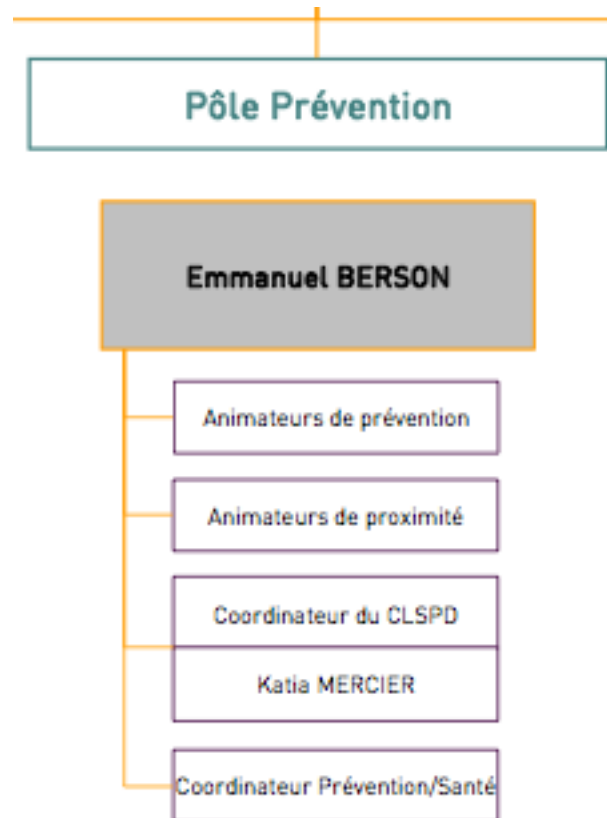 Pôle Prévention
Emmanuel BERSON
Animateurs de prévention
Animateurs de proximité
Coordinateur du CLSPD
Katia MERCIER
Coordinateur Prévention/Santé